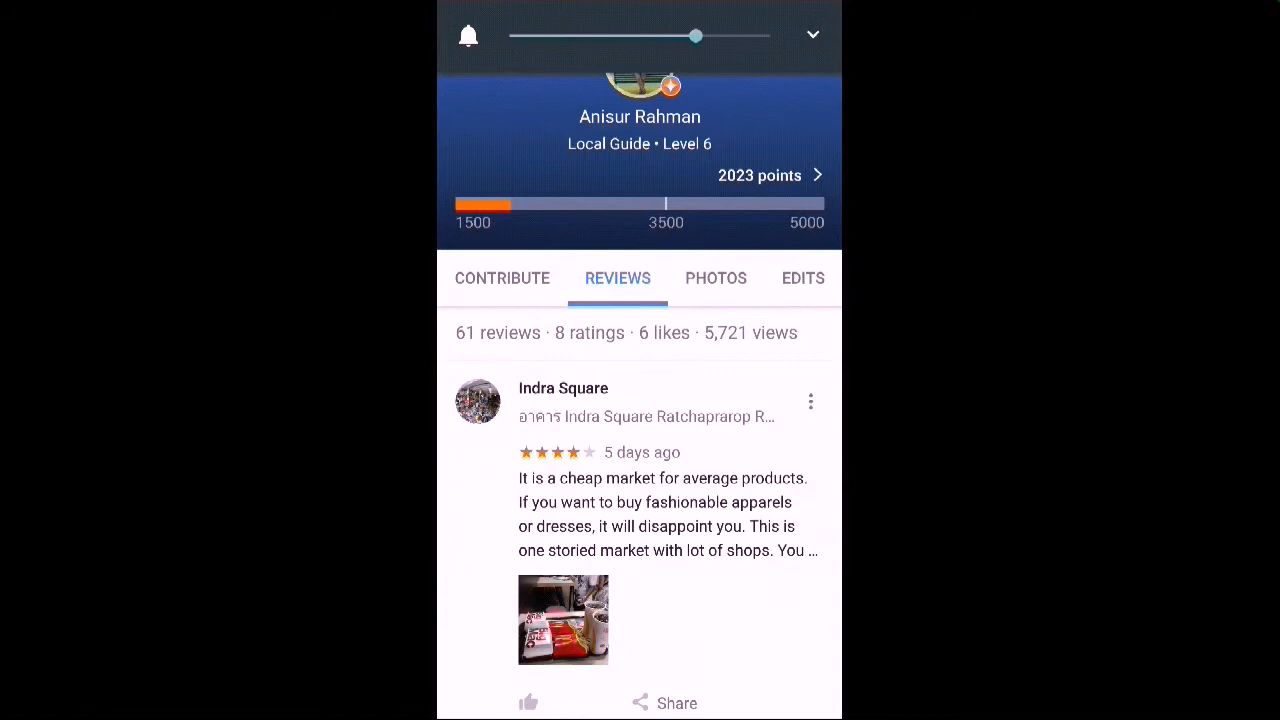 Anisur Rahman
Local Guide • Level 6
2023 points
1500 3500 5000
CONTRIBUTE REVIEWS PHOTOS EDITS
61 reviews · 8 ratings · 6 likes · 5,721 views
Indra Square
อาคาร Indra Square Ratchaprarop R...
5 days ago
It is a cheap market for average products.
If you want to buy fashionable apparels
or dresses, it will disappoint you. This is
one storied market with lot of shops. You ...
Share